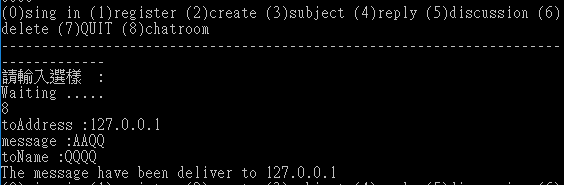 (0)sing in (1)register (2)create (3)subject (4)reply (5)discussion (6)
delete (7)QUIT (8)chatroom
--------------------------------------------------------------------------------
-------------
請輸入選樣 :
Waiting .....
8
toAddress :127.0.0.1
message :AAQQ
toName :QQQQ
The message have been deliver to 127.0.0.1
(0)sing in (1)register (2)create (3)subject (4)reply (5)discussion (6)